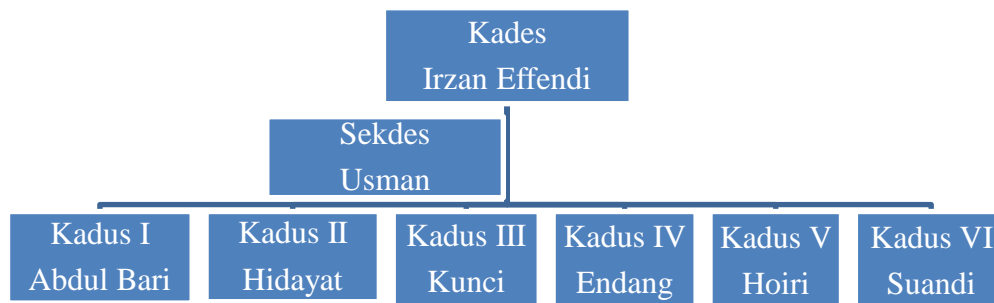 Kades
Irzan Effendi
Sekdes
Usman
Kadus I
Abdul Bari
Kadus II
Hidayat
Kadus III
Kunci
Kadus IV
Endang
Kadus V
Hoiri
Kadus VI
Suandi